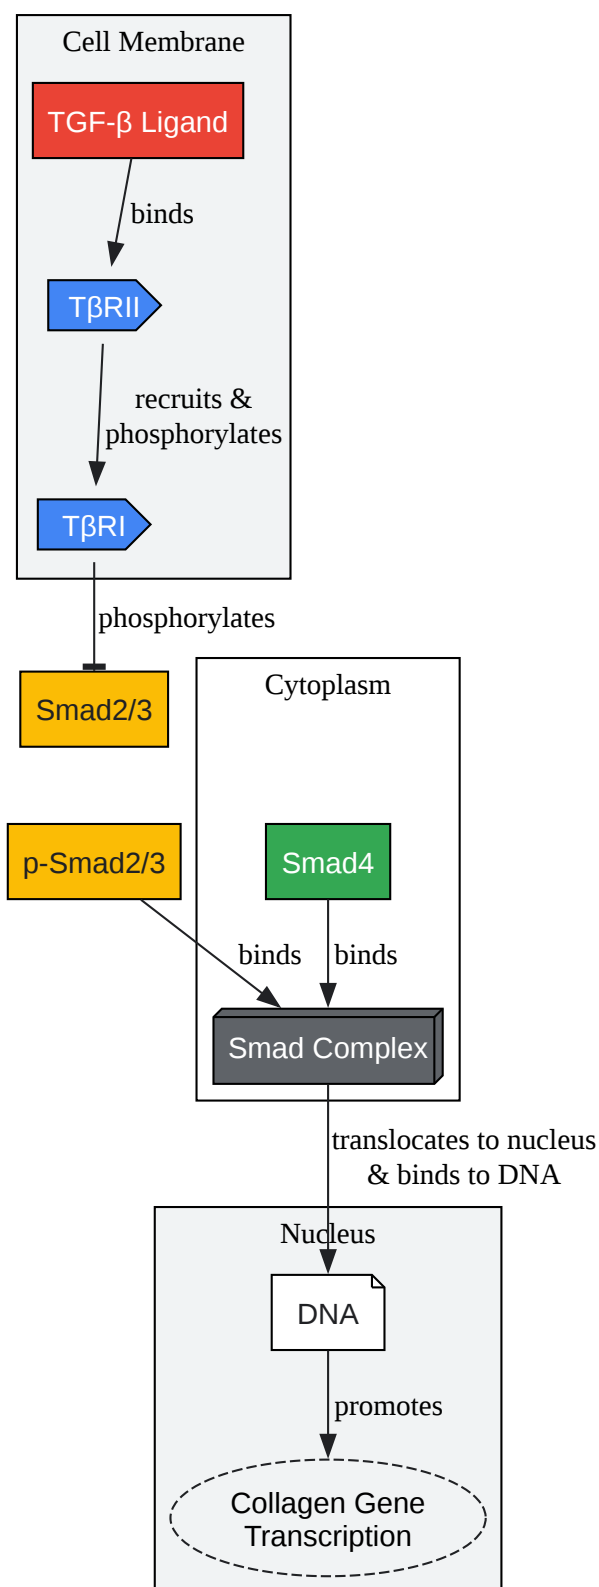 Cell Membrane
TGF-β Ligand
binds
TβRII
recruits &
phosphorylates
TβRI
phosphorylates
Smad2/3
Cytoplasm
p-Smad2/3
Smad4
binds
binds
Smad Complex
translocates to nucleus
& binds to DNA
Nucleus
DNA
promotes
Collagen Gene
Transcription